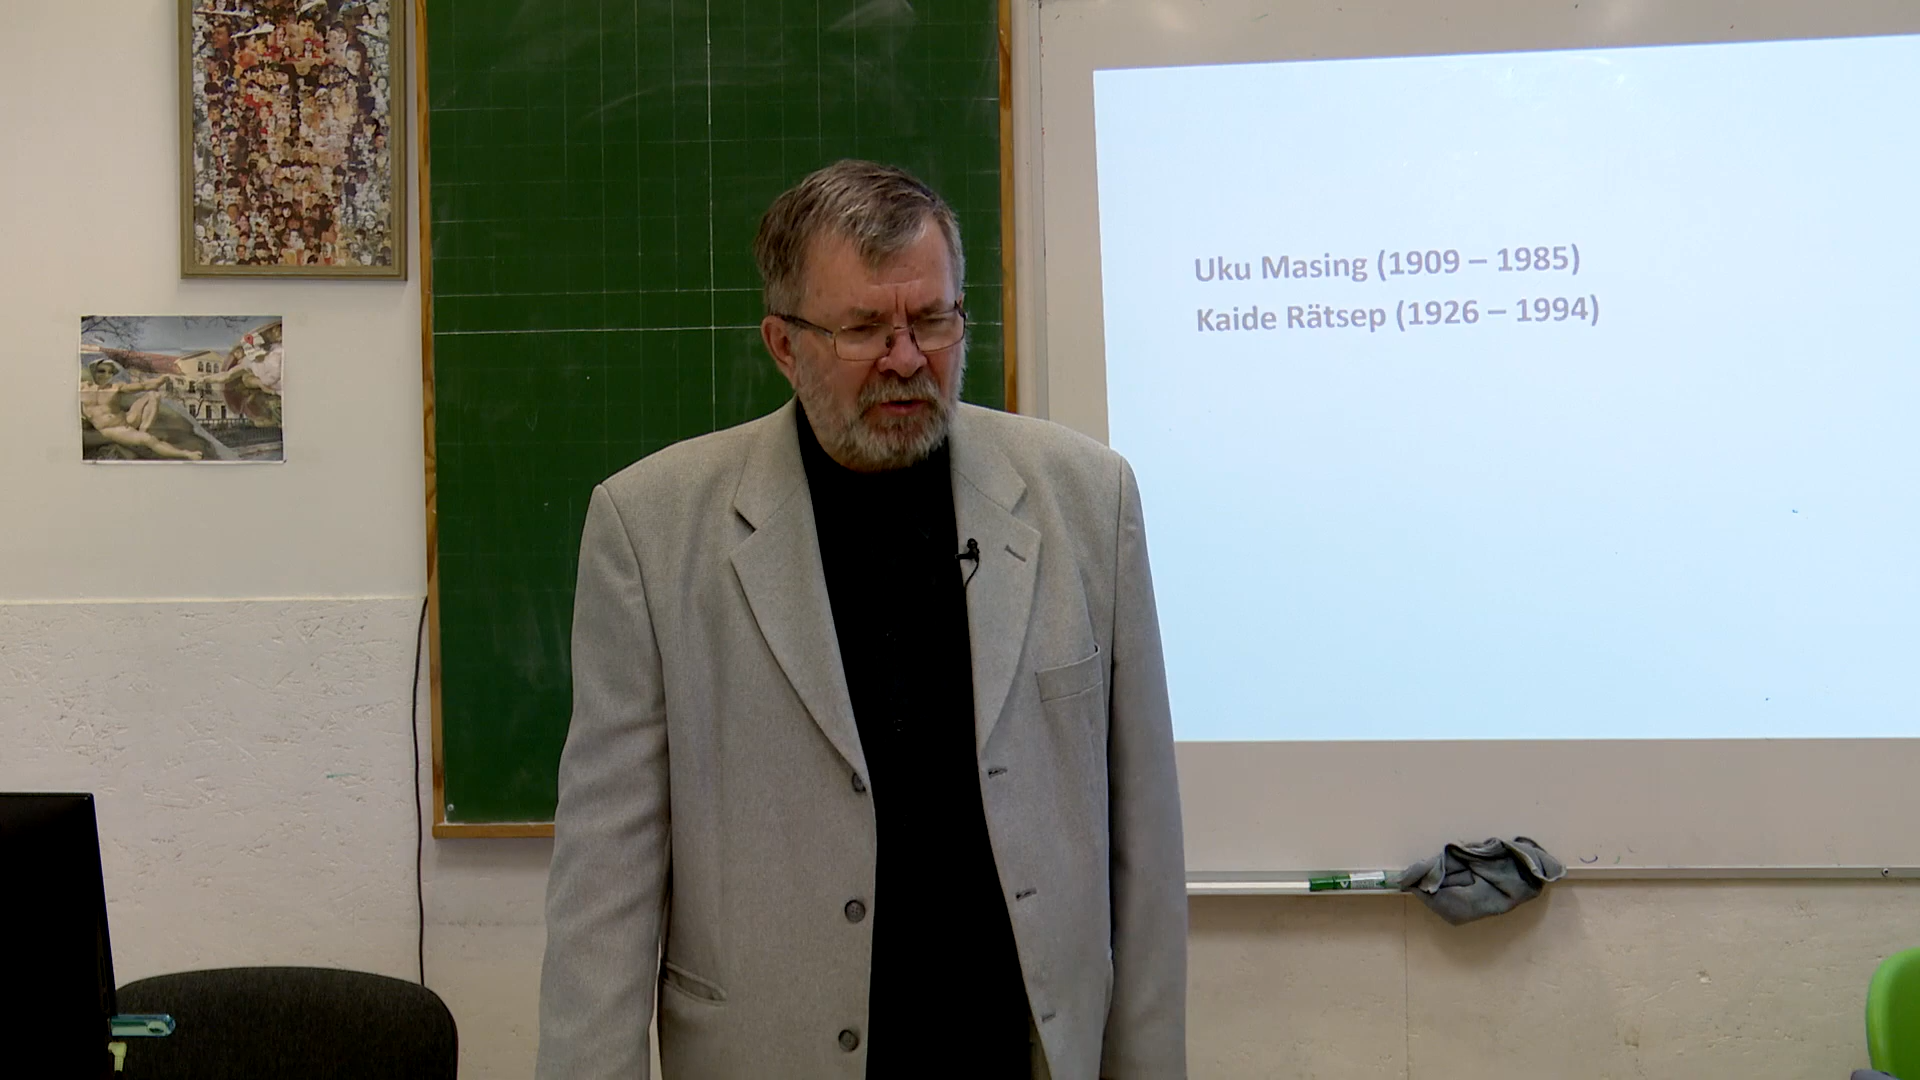 Uku Masing (1909 – 1985)
Kaide Rätsep (1926 – 1994)